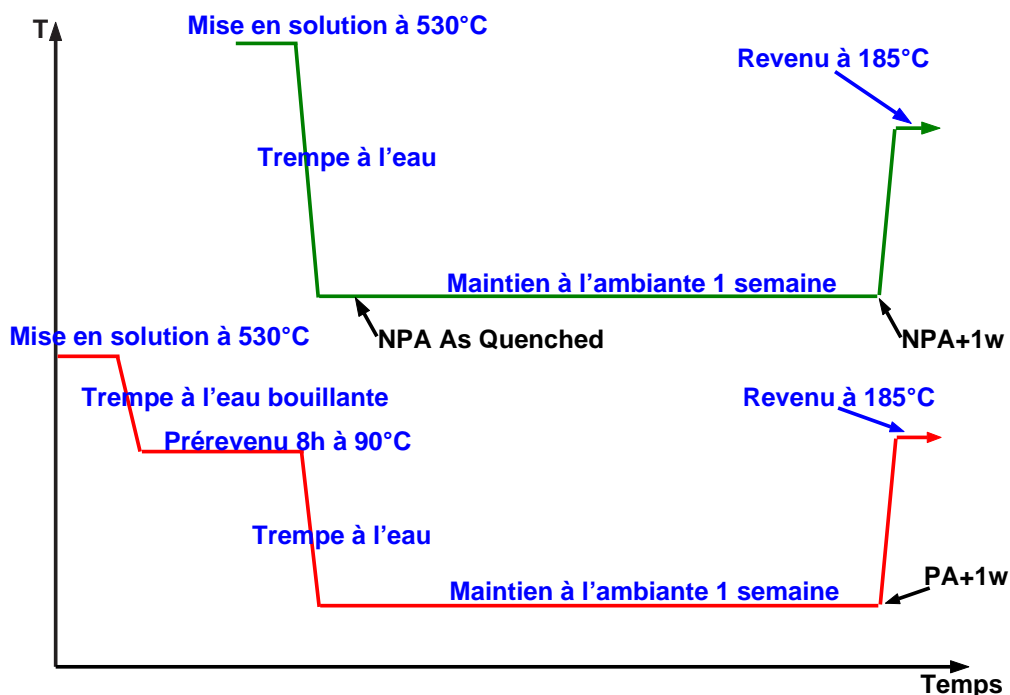 Mise en solution à 530°C
T
Revenu à 185°C
Trempe à l’eau
Maintien à l’ambiante 1 semaine
NPA As Quenched
NPA+1w
Mise en solution à 530°C
Trempe à l’eau bouillante
Revenu à 185°C
Prérevenu 8h à 90°C
Trempe à l’eau
PA+1w
Maintien à l’ambiante 1 semaine
Temps